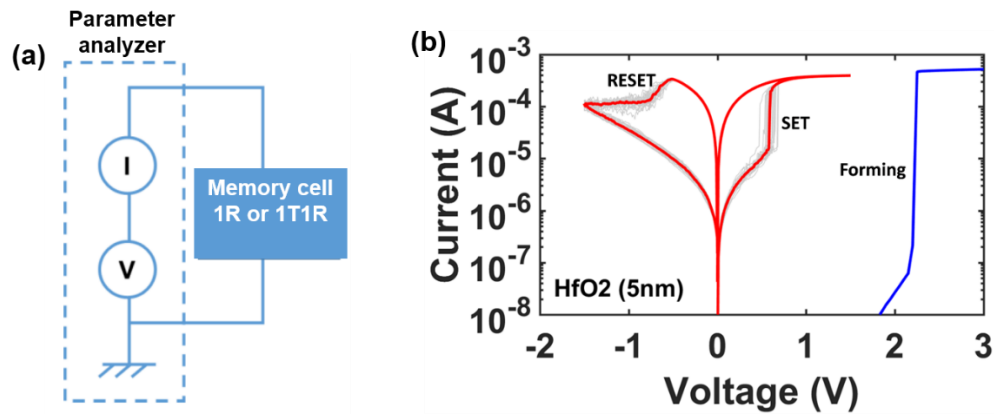 (a)
Parameter
analyzer
I
V
Memory cell
1R or 1T1R
(b)
Current (A)
10-3
10-4
10-5
10-6
10-7
10-8
RESET
SET
Forming
HfO2 (5nm)
-2 -1 0 1 2 3
Voltage (V)